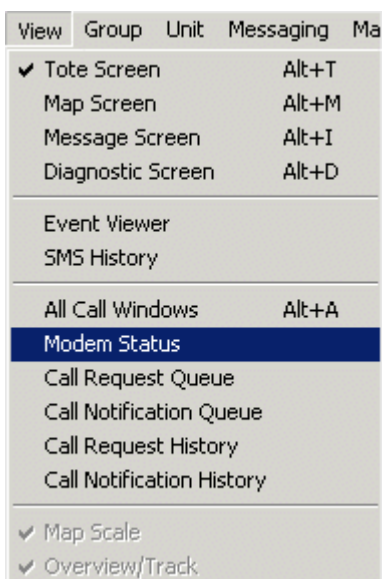 View Group Unit Messaging Ma
Tote Screen Alt+T
Map Screen Alt+M
Message Screen Alt+I
Diagnostic Screen Alt+D
Event Viewer
SMS History
All Call Windows Alt+A
Modem Status
Call Request Queue
Call Notification Queue
Call Request History
Call Notification History
Map Scale
Overview/Track